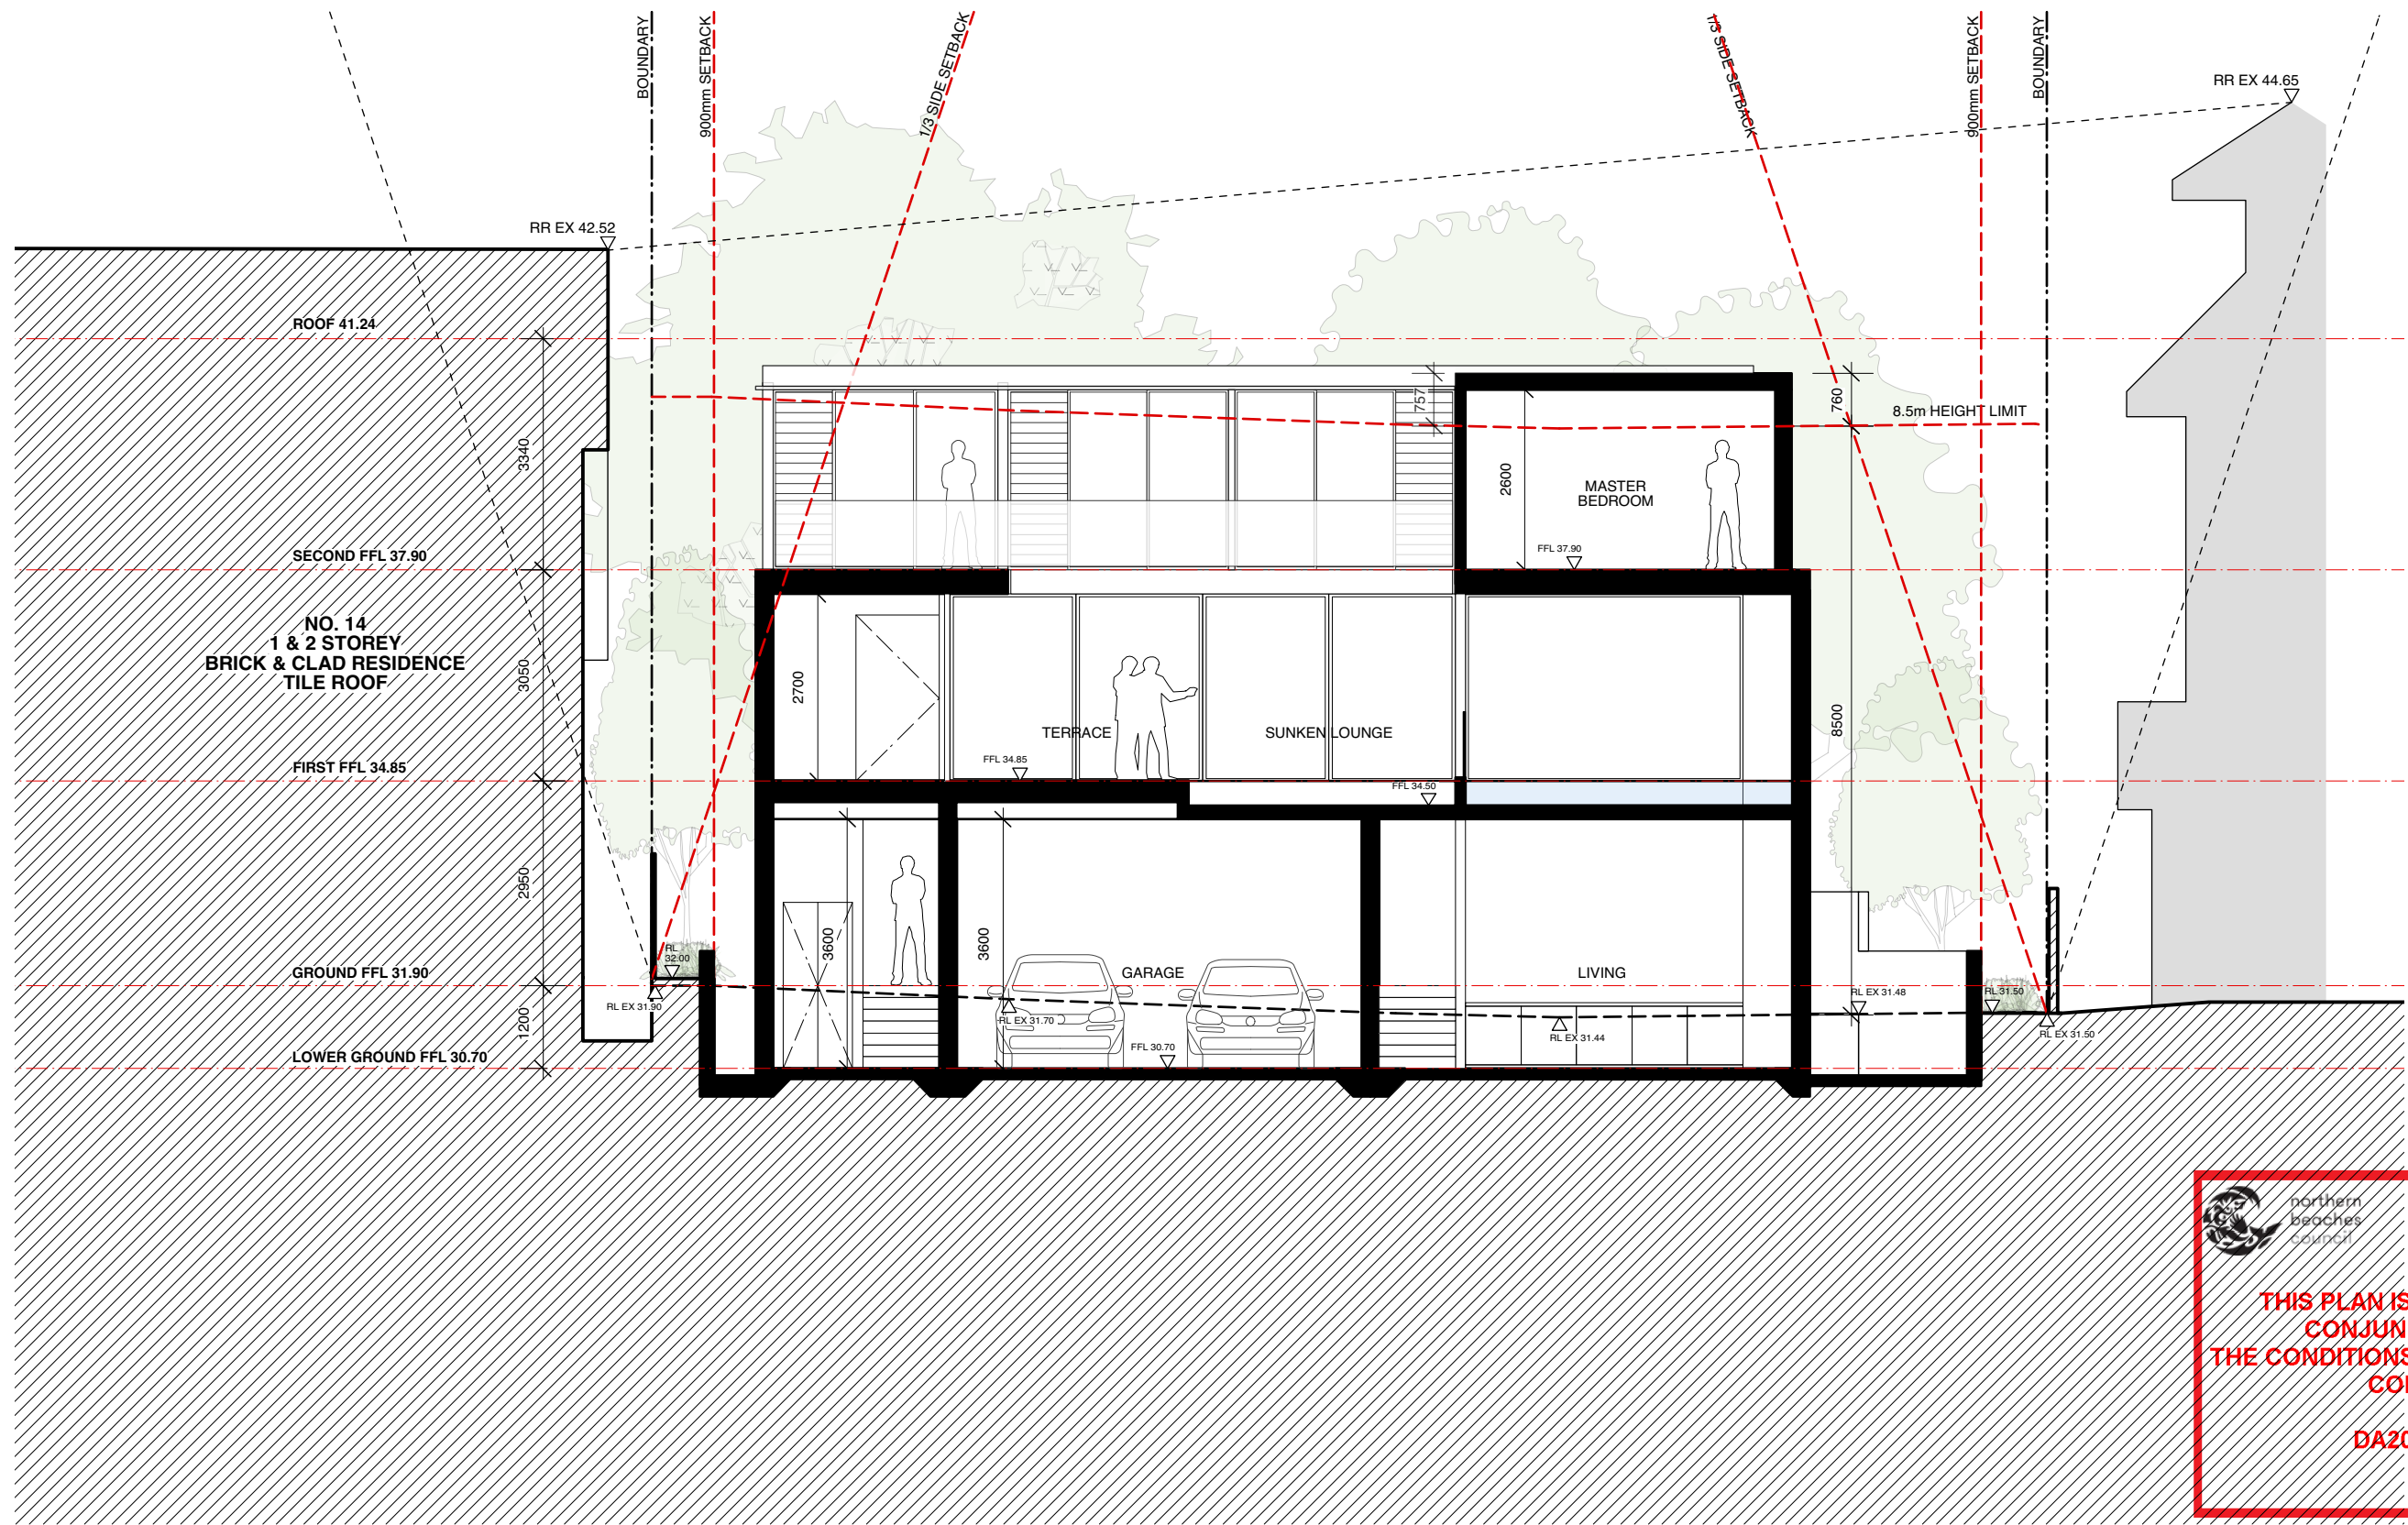 BOUNDARY
900mm SETBACK
1/3 SIDE SETBACK
1/3 SIDE SETBACK
900mm SETBACK
BOUNDARY
RR EX 44.65
RR EX 42.52
ROOF 41.24
757
760
8.5m HEIGHT LIMIT
3340
2600
MASTER
BEDROOM
SECOND FFL 37.90
FFL 37.90
NO. 14
1 & 2 STOREY
BRICK & CLAD RESIDENCE
TILE ROOF
3050
2700
TERRACE
SUNKEN LOUNGE
8500
FIRST FFL 34.85
FFL 34.85
FFL 34.50
2950
3600
3600
RL
32.00
GROUND FFL 31.90
GARAGE
LIVING
RL EX 31.90
RL EX 31.70
RL EX 31.44
RL EX 31.48
RL 31.50
RL EX 31.50
1200
LOWER GROUND FFL 30.70
FFL 30.70
northern
beaches
council
THIS PLAN IS
CONJUN
THE CONDITIONS
CO
DA20